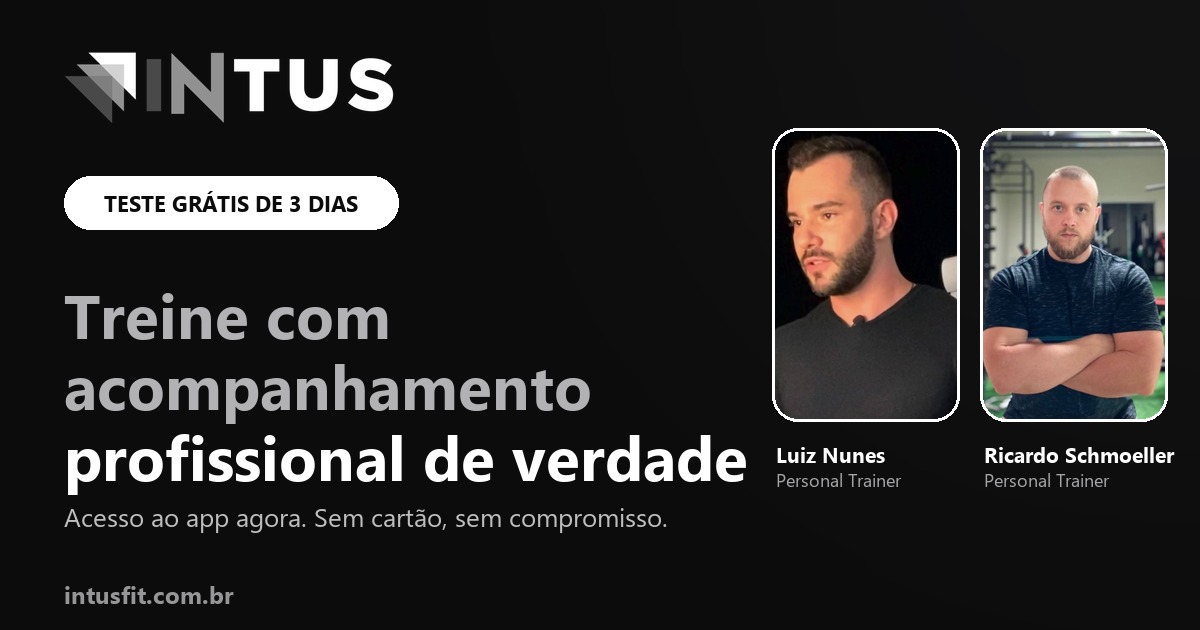 INTUS
TESTE GRÁTIS DE 3 DIAS
Treine com
acompanhamento
profissional de verdade
Acesso ao app agora. Sem cartão, sem compromisso.
intusfit.com.br
Luiz Nunes
Personal Trainer
Ricardo Schmoeller
Personal Trainer